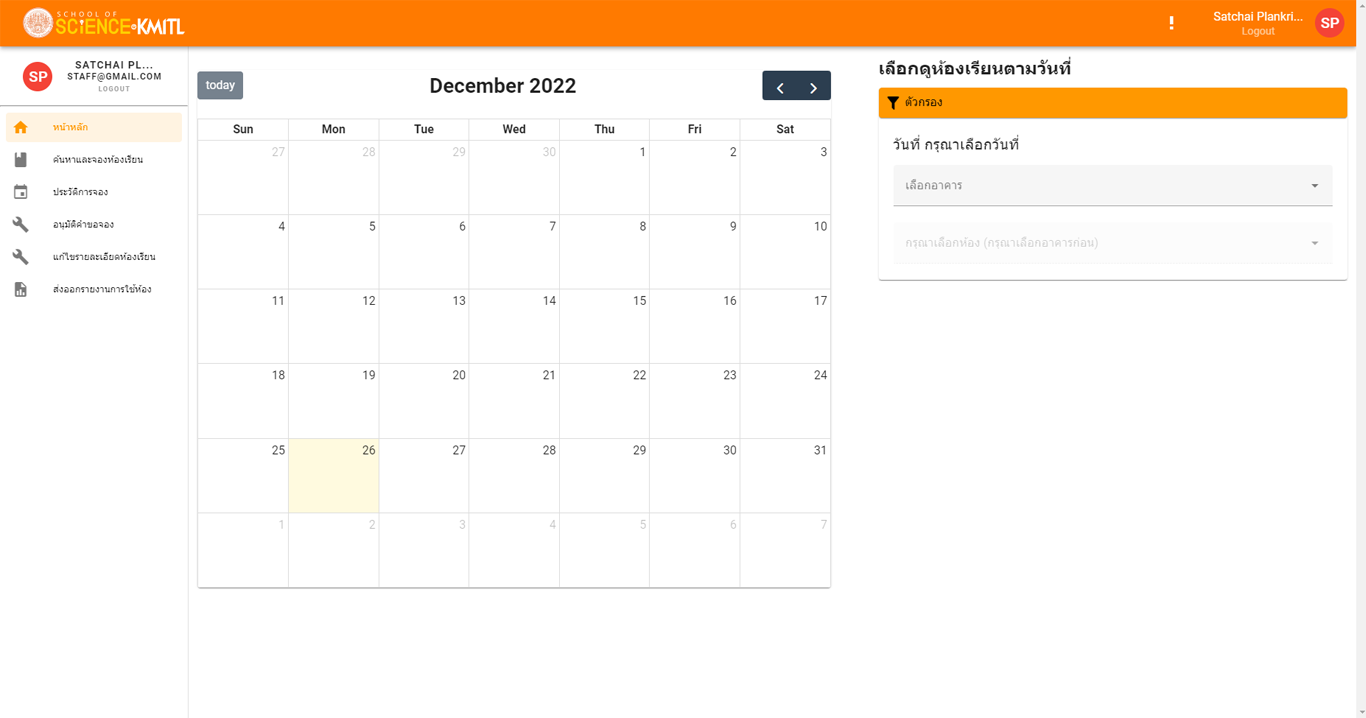 SCHOOL OF
SCIENCE KMITL
Satchai Plankri...
Logout
SP
SP
SATCHAI PL...
STAFF@GMAIL.COM
LOGOUT
หน้าหลัก
ค้นหาและจองห้องเรียน
ประวัติการจอง
อนุมัติคำขอจอง
แก้ไขรายละเอียดห้องเรียน
ส่งออกรายงานการใช้ห้อง
today
December 2022
Sun Mon Tue Wed Thu Fri Sat
27 28 29 30 1 2 3
4 5 6 7 8 9 10
11 12 13 14 15 16 17
18 19 20 21 22 23 24
25 26 27 28 29 30 31
1 2 3 4 5 6 7
เลือกดูห้องเรียนตามวันที่
ตัวกรอง
วันที่ กรุณาเลือกวันที่
เลือกอาคาร
กรุณาเลือกห้อง (กรุณาเลือกอาคารก่อน)